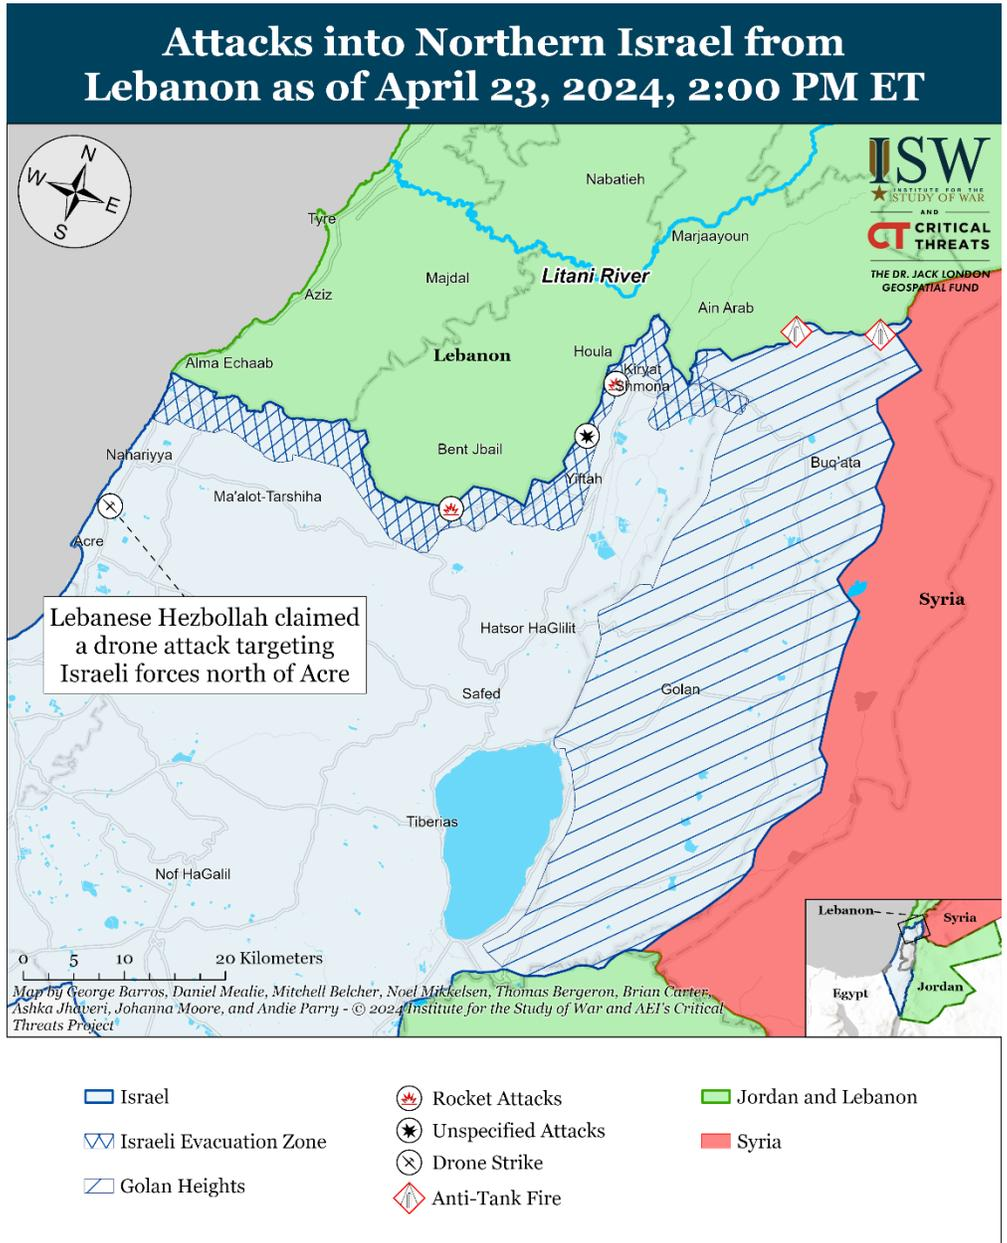 Attacks into Northern Israel from
Lebanon as of April 23, 2024, 2:00 PM ET
N
W
E
S
ISW
INSTITUTE FOR THE
STUDY OF WAR
AND
CT CRITICAL
THREATS
THE DR. JACK LONDON
GEOSPATIAL FUND
Nabatieh
Tyre
Marjaayoun
Majdal
Litani River
Aziz
Ain Arab
Lebanon
Houla
Alma Echaab
Kiryat
Shmona
Bent Jbail
Nahariyya
Buq'ata
Yiftah
Ma'alot-Tarshiha
Acre
Lebanese Hezbollah claimed
a drone attack targeting
Israeli forces north of Acre
Syria
Hatsor HaGlilit
Safed
Golan
Tiberias
Nof HaGalil
Lebanon
Syria
Egypt
Jordan
0 5 10 20 Kilometers
Map by George Barros, Daniel Mealie, Mitchell Belcher, Noel Mikkelsen, Thomas Bergeron, Brian Carter,
Ashka Jhaveri, Johanna Moore, and Andie Parry - © 2024 Institute for the Study of War and AEI's Critical
Threats Project
Israel
Israeli Evacuation Zone
Golan Heights
Rocket Attacks
Unspecified Attacks
Drone Strike
Anti-Tank Fire
Jordan and Lebanon
Syria